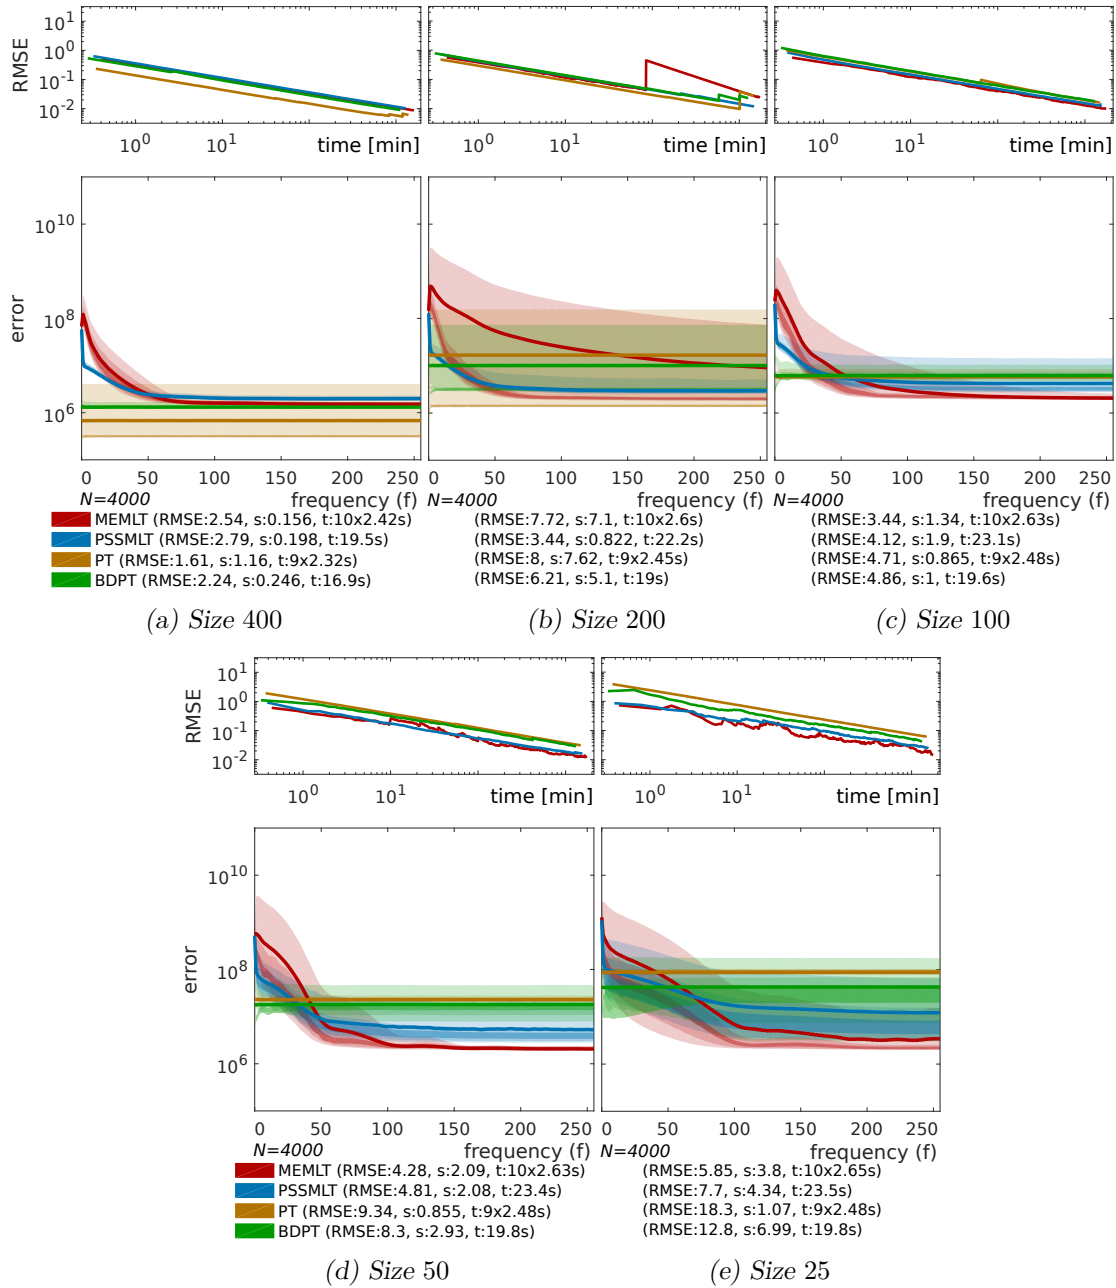 RMSE
10^1
10^0
10^-1
10^-2
10^0 10^1 time [min] 10^0 10^1 time [min] 10^0 10^1 time [min]
error
10^10
10^8
10^6
0 50 100 150 200 250 0 50 100 150 200 250 0 50 100 150 200 250
N=4000 frequency (f) N=4000 frequency (f) N=4000 frequency (f)
MEMLT (RMSE:2.54, s:0.156, t:10x2.42s) (RMSE:7.72, s:7.1, t:10x2.6s) (RMSE:3.44, s:1.34, t:10x2.63s)
PSSMLT (RMSE:2.79, s:0.198, t:19.5s) (RMSE:3.44, s:0.822, t:22.2s) (RMSE:4.12, s:1.9, t:23.1s)
PT (RMSE:1.61, s:1.16, t:9x2.32s) (RMSE:8, s:7.62, t:9x2.45s) (RMSE:4.71, s:0.865, t:9x2.48s)
BDPT (RMSE:2.24, s:0.246, t:16.9s) (RMSE:6.21, s:5.1, t:19s) (RMSE:4.86, s:1, t:19.6s)
(a) Size 400 (b) Size 200 (c) Size 100
RMSE
10^1
10^0
10^-1
10^-2
10^0 10^1 time [min] 10^0 10^1 time [min]
error
10^10
10^8
10^6
0 50 100 150 200 250 0 50 100 150 200 250
N=4000 frequency (f) N=4000 frequency (f)
MEMLT (RMSE:4.28, s:2.09, t:10x2.63s) (RMSE:5.85, s:3.8, t:10x2.65s)
PSSMLT (RMSE:4.81, s:2.08, t:23.4s) (RMSE:7.7, s:4.34, t:23.5s)
PT (RMSE:9.34, s:0.855, t:9x2.48s) (RMSE:18.3, s:1.07, t:9x2.48s)
BDPT (RMSE:8.3, s:2.93, t:19.8s) (RMSE:12.8, s:6.99, t:19.8s)
(d) Size 50 (e) Size 25